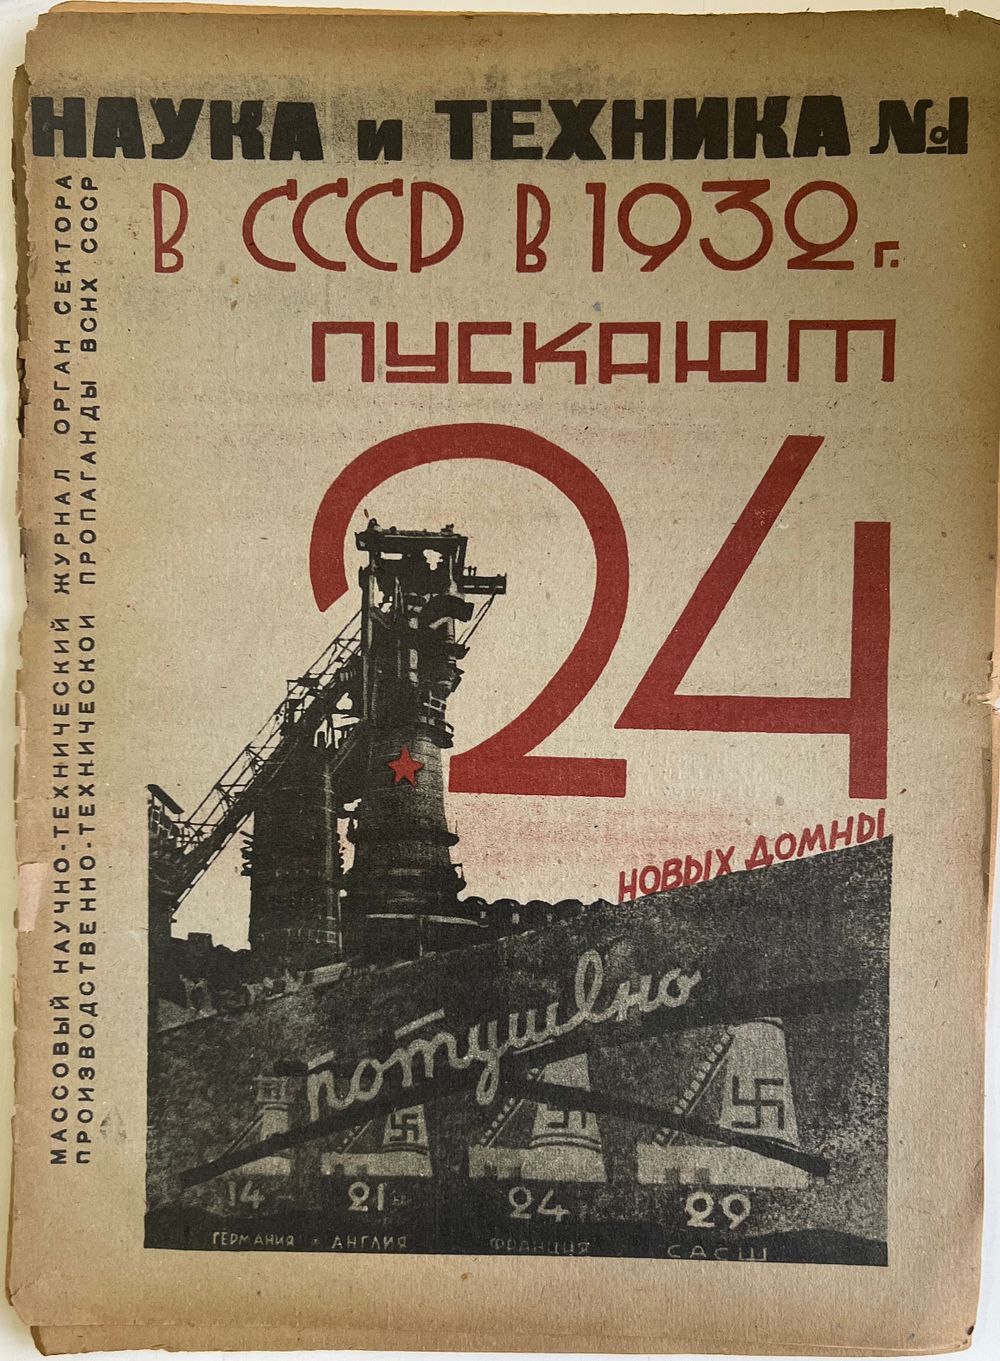 НАУКА и ТЕХНИКА №1
МАССОВЫЙ НАУЧНО-ТЕХНИЧЕСКИЙ ЖУРНАЛ ОРГАН СЕКТОРА
ПРОИЗВОДСТВЕННО-ТЕХНИЧЕСКОЙ ПРОПАГАНДЫ ВСНХ СССР
В СССР В 1932 г.
ПУСКАЮТ
24
НОВЫХ ДОМНЫ
потушено
14 21 24 29
ГЕРМАНИЯ АНГЛИЯ ФРАНЦИЯ САСШ